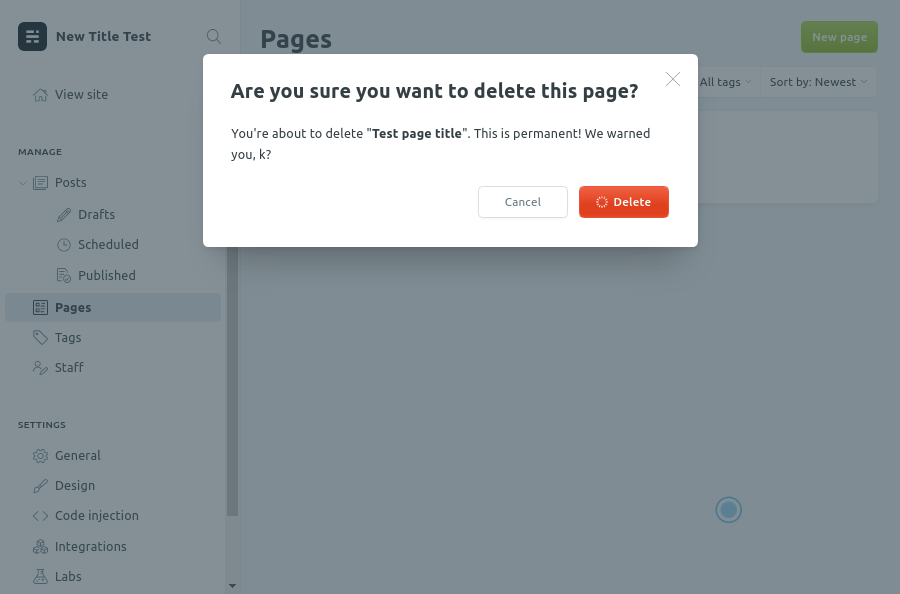 New Title Test
View site
MANAGE
Posts
Drafts
Scheduled
Published
Pages
Tags
Staff
SETTINGS
General
Design
Code injection
Integrations
Labs
Pages
New page
All tags
Sort by: Newest
Are you sure you want to delete this page?
You're about to delete "Test page title". This is permanent! We warned
you, k?
Cancel
Delete